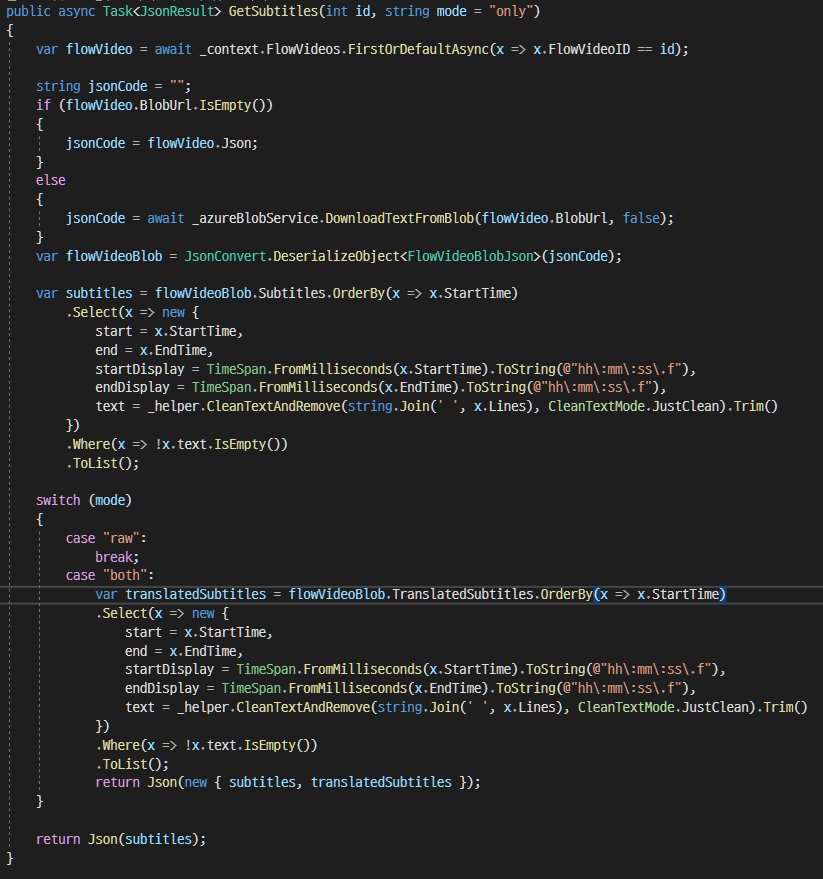 public async Task<JsonResult> GetSubtitles(int id, string mode = "only")
{
    var flowVideo = await _context.FlowVideos.FirstOrDefaultAsync(x => x.FlowVideoID == id);

    string jsonCode = "";
    if (flowVideo.BlobUrl.IsEmpty())
    {
        jsonCode = flowVideo.Json;
    }
    else
    {
        jsonCode = await _azureBlobService.DownloadTextFromBlob(flowVideo.BlobUrl, false);
    }
    var flowVideoBlob = JsonConvert.DeserializeObject<FlowVideoBlobJson>(jsonCode);

    var subtitles = flowVideoBlob.Subtitles.OrderBy(x => x.StartTime)
        .Select(x => new {
            start = x.StartTime,
            end = x.EndTime,
            startDisplay = TimeSpan.FromMilliseconds(x.StartTime).ToString(@"hh\:mm\:ss\.f"),
            endDisplay = TimeSpan.FromMilliseconds(x.EndTime).ToString(@"hh\:mm\:ss\.f"),
            text = _helper.CleanTextAndRemove(string.Join(' ', x.Lines), CleanTextMode.JustClean).Trim()
        })
        .Where(x => !x.text.IsEmpty())
        .ToList();

    switch (mode)
    {
        case "raw":
            break;
        case "both":
            var translatedSubtitles = flowVideoBlob.TranslatedSubtitles.OrderBy(x => x.StartTime)
            .Select(x => new {
                start = x.StartTime,
                end = x.EndTime,
                startDisplay = TimeSpan.FromMilliseconds(x.StartTime).ToString(@"hh\:mm\:ss\.f"),
                endDisplay = TimeSpan.FromMilliseconds(x.EndTime).ToString(@"hh\:mm\:ss\.f"),
                text = _helper.CleanTextAndRemove(string.Join(' ', x.Lines), CleanTextMode.JustClean).Trim()
            })
            .Where(x => !x.text.IsEmpty())
            .ToList();
            return Json(new { subtitles, translatedSubtitles });
    }

    return Json(subtitles);
}